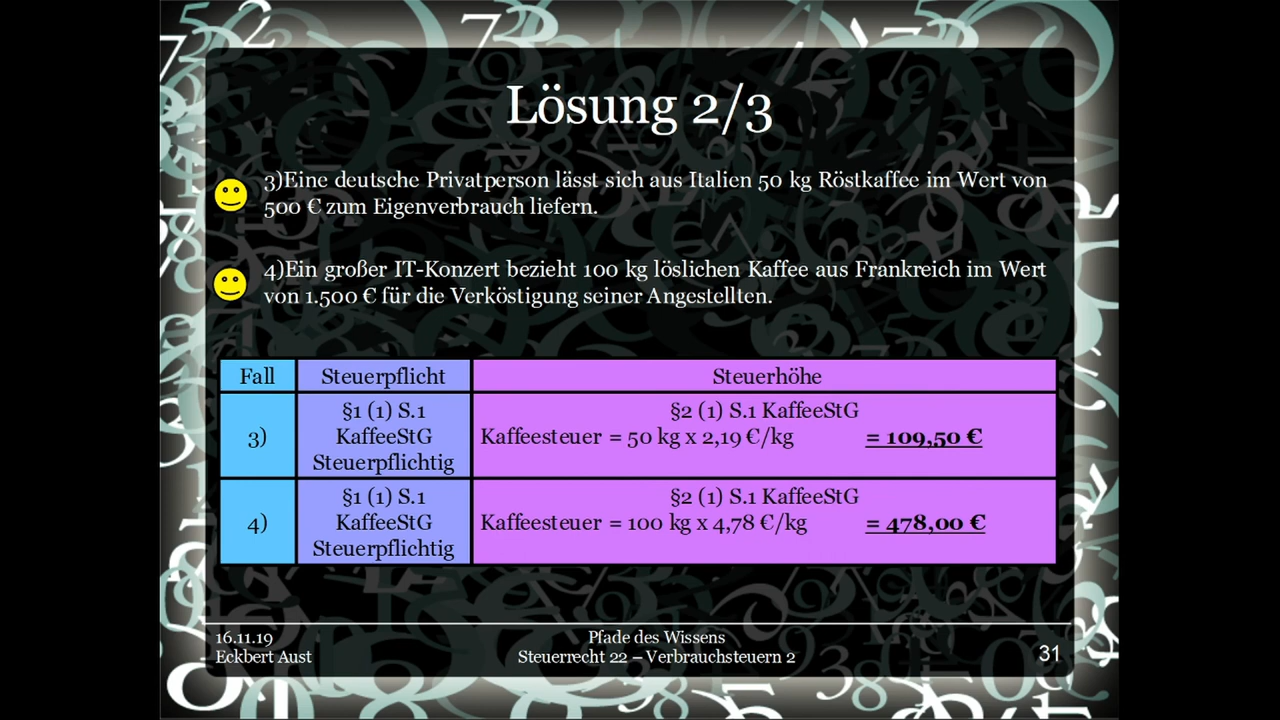 Lösung 2/3
3)Eine deutsche Privatperson lässt sich aus Italien 50 kg Röstkaffee im Wert von
500 € zum Eigenverbrauch liefern.
4)Ein großer IT-Konzert bezieht 100 kg löslichen Kaffee aus Frankreich im Wert
von 1.500 € für die Verköstigung seiner Angestellten.
Fall Steuerpflicht Steuerhöhe
3)
§1 (1) S.1
KaffeeStG
Steuerpflichtig
§2 (1) S.1 KaffeeStG
Kaffeesteuer = 50 kg x 2,19 €/kg = 109,50 €
4)
§1 (1) S.1
KaffeeStG
Steuerpflichtig
§2 (1) S.1 KaffeeStG
Kaffeesteuer = 100 kg x 4,78 €/kg = 478,00 €
16.11.19
Eckbert Aust
Pfade des Wissens
Steuerrecht 22 – Verbrauchsteuern 2
31